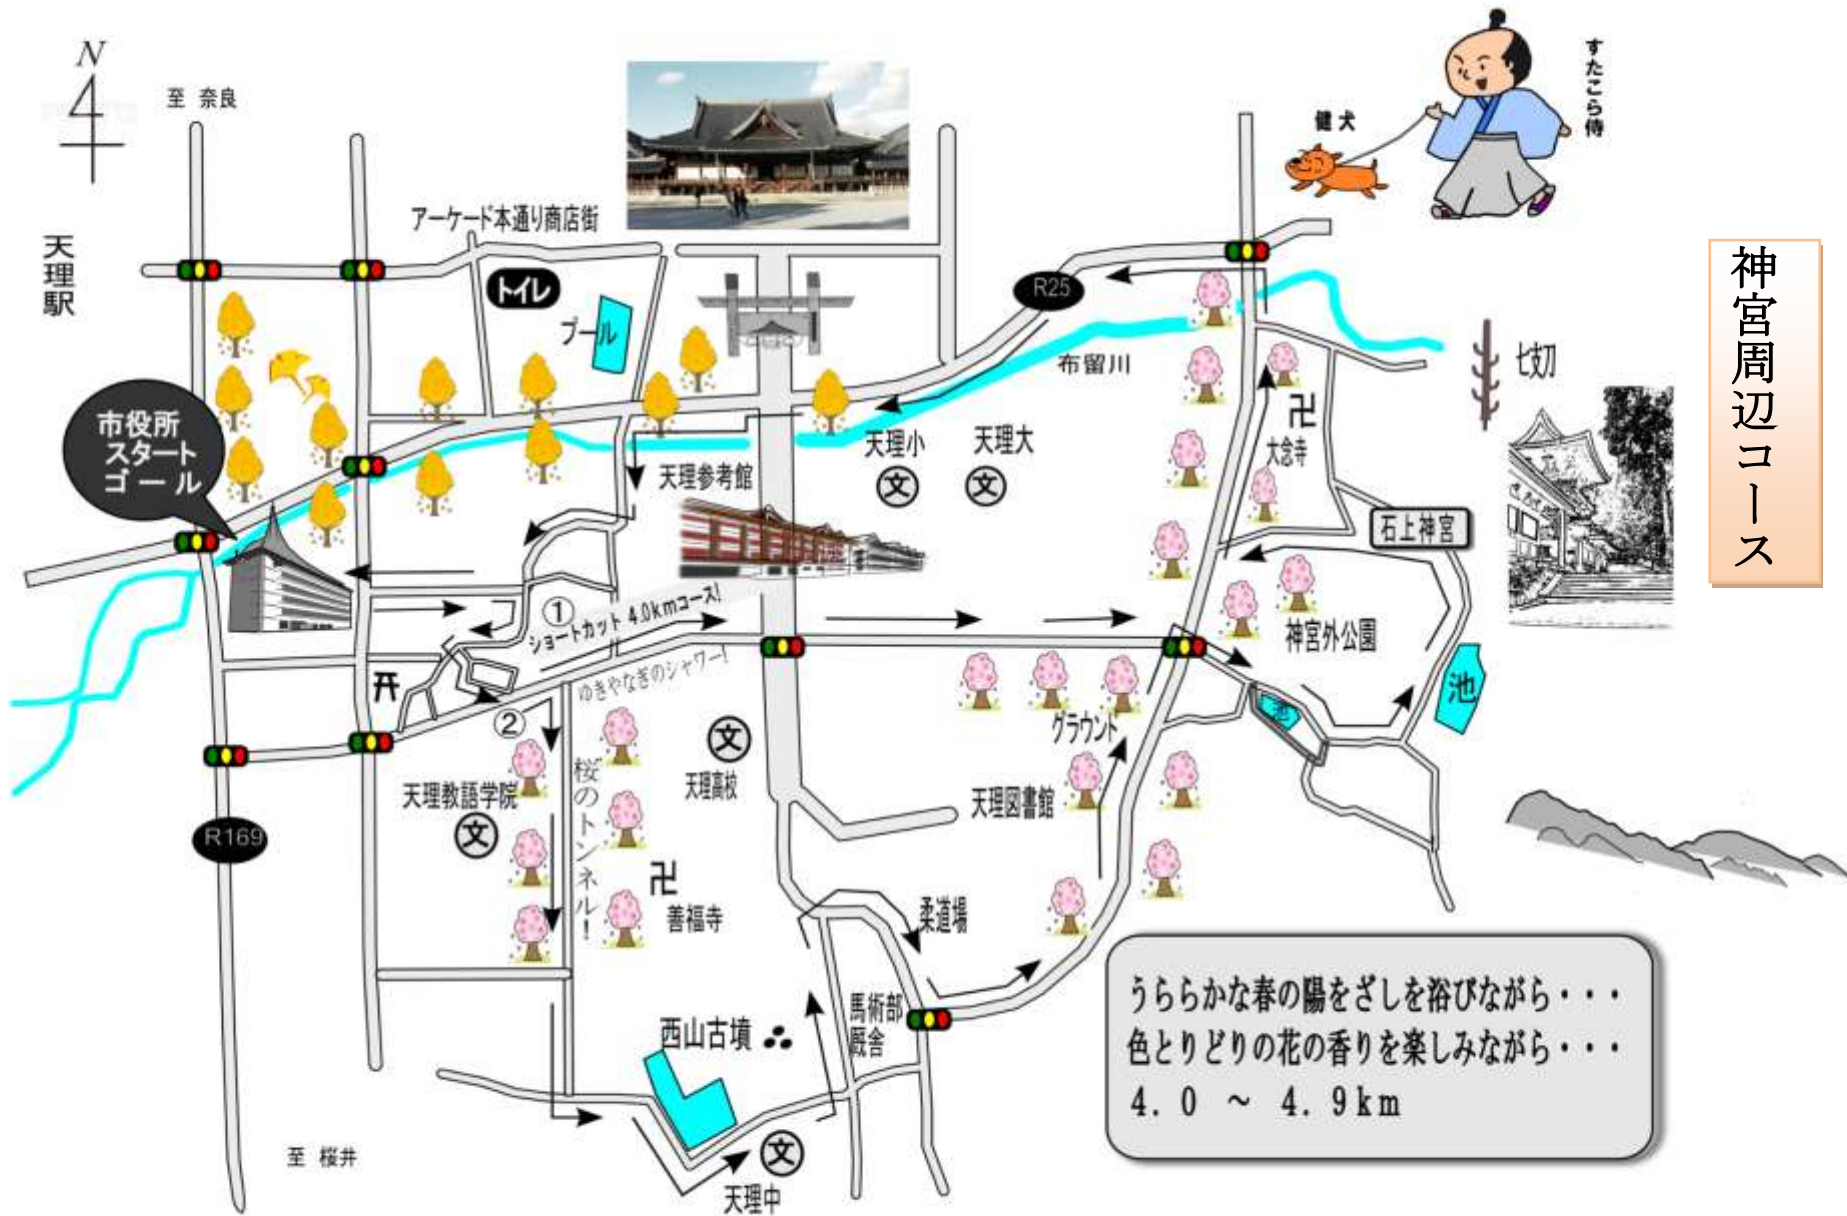 N
至 奈良
天理駅
アーケード本通り商店街
トイレ
プール
健犬
すたこら侍
神宮周辺コース
R25
布留川
七支刀
市役所
スタート
ゴール
天理小
文
天理大
文
天理参考館
大念寺
石上神宮
①
ショートカット 4.0kmコース!
ゆきやなぎのシャワー!
神宮外公園
池
池
②
グラウンド
文
天理高校
天理教語学院
文
桜のトンネル!
天理図書館
R169
卍
卍
善福寺
柔道場
馬術部
厩舎
西山古墳
文
天理中
至 桜井
うららかな春の陽をざしを浴びながら・・・
色とりどりの花の香りを楽しみながら・・・
4.0 ~ 4.9km